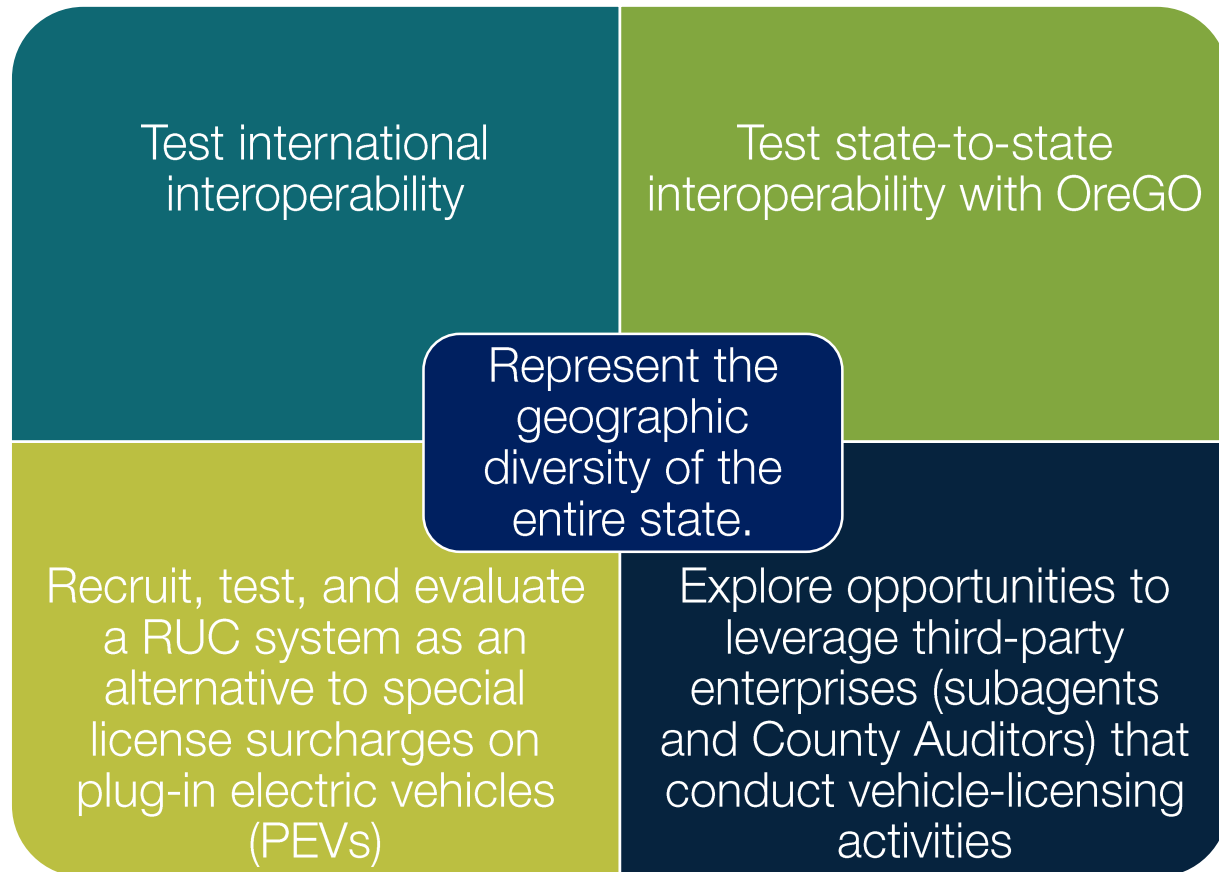 Test international
interoperability
Test state-to-state
interoperability with OreGO
Represent the
geographic
diversity of the
entire state.
Recruit, test, and evaluate
a RUC system as an
alternative to special
license surcharges on
plug-in electric vehicles
(PEVs)
Explore opportunities to
leverage third-party
enterprises (subagents
and County Auditors) that
conduct vehicle-licensing
activities